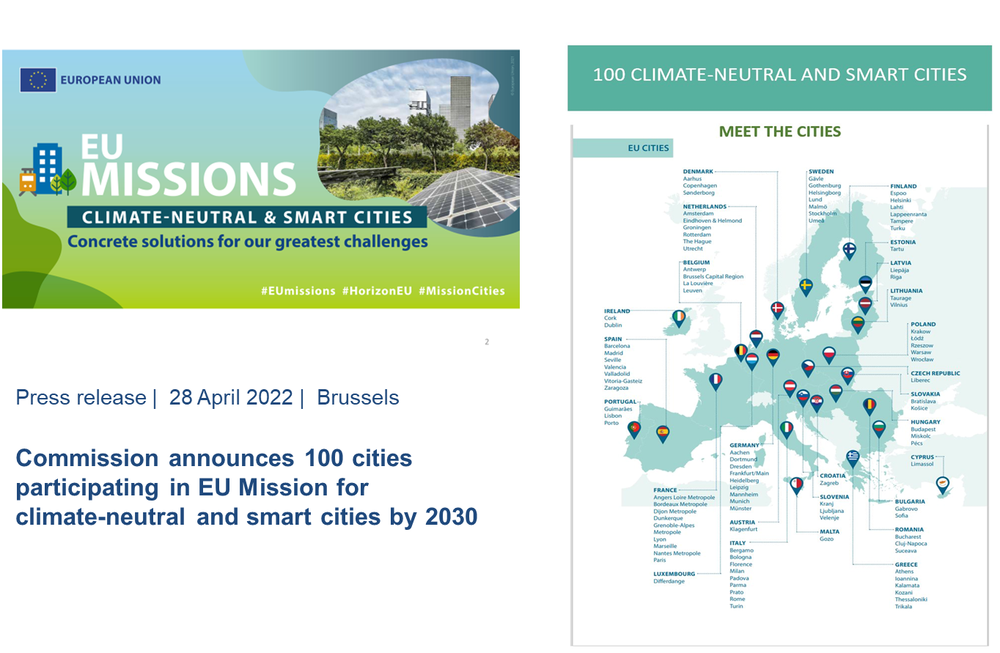 EUROPEAN UNION
EU
MISSIONS
CLIMATE-NEUTRAL & SMART CITIES
Concrete solutions for our greatest challenges
#EUmissions #HorizonEU #MissionCities
2
Press release | 28 April 2022 | Brussels
Commission announces 100 cities
participating in EU Mission for
climate-neutral and smart cities by 2030
100 CLIMATE-NEUTRAL AND SMART CITIES
MEET THE CITIES
EU CITIES
DENMARK
Aarhus
Copenhagen
Sønderborg
NETHERLANDS
Amsterdam
Eindhoven & Helmond
Groningen
Rotterdam
The Hague
Utrecht
BELGIUM
Antwerp
Brussels Capital Region
La Louvière
Leuven
SWEDEN
Gävle
Gothenburg
Helsingborg
Lund
Malmö
Stockholm
Umeå
FINLAND
Espoo
Helsinki
Lahti
Lappeenranta
Tampere
Turku
ESTONIA
Tartu
LATVIA
Liepāja
Riga
LITHUANIA
Taurage
Vilnius
IRELAND
Cork
Dublin
SPAIN
Barcelona
Madrid
Seville
Valencia
Valladolid
Vitoria-Gasteiz
Zaragoza
PORTUGAL
Guimarães
Lisbon
Porto
POLAND
Krakow
Łódź
Rzeszow
Warsaw
Wrocław
CZECH REPUBLIC
Liberec
SLOVAKIA
Bratislava
Košice
HUNGARY
Budapest
Miskolc
Pécs
CYPRUS
Limassol
GERMANY
Aachen
Dortmund
Dresden
Frankfurt/Main
Heidelberg
Leipzig
Mannheim
Munich
Münster
AUSTRIA
Klagenfurt
ITALY
Bergamo
Bologna
Florence
Milan
Padova
Parma
Prato
Rome
Turin
FRANCE
Angers Loire Metropole
Bordeaux Metropole
Dijon Metropole
Dunkerque
Grenoble-Alpes
Metropole
Lyon
Marseille
Nantes Metropole
Paris
LUXEMBOURG
Differdange
CROATIA
Zagreb
SLOVENIA
Kranj
Ljubljana
Velenje
MALTA
Gozo
BULGARIA
Gabrovo
Sofia
ROMANIA
Bucharest
Cluj-Napoca
Suceava
GREECE
Athens
Ioannina
Kalamata
Kozani
Thessaloniki
Trikala